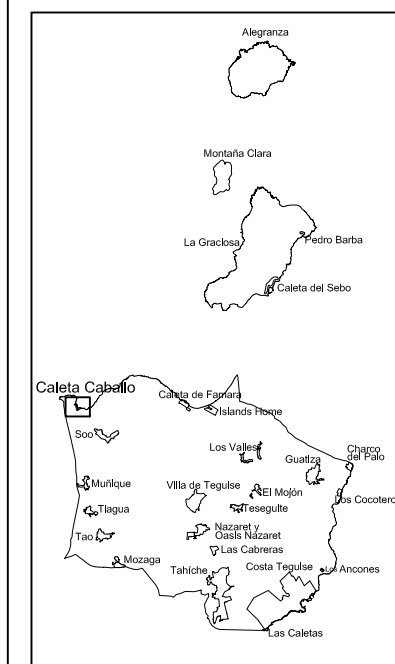 Alegranza
Montaña Clara
La Graciosa
Pedro Barba
Caleta del Sebo
Caleta Caballo
Caleta de Famara
Islands Home
Soo
Los Valles
Guatiza
Charco
del Palo
Muñique
Villa de Teguise
El Mojón
Los Cocoteros
Tiagua
Teseguite
Tao
Nazaret y
Oasis Nazaret
Las Cabreras
Mozaga
Tahíche
Costa Teguise
Los Ancones
Las Caletas